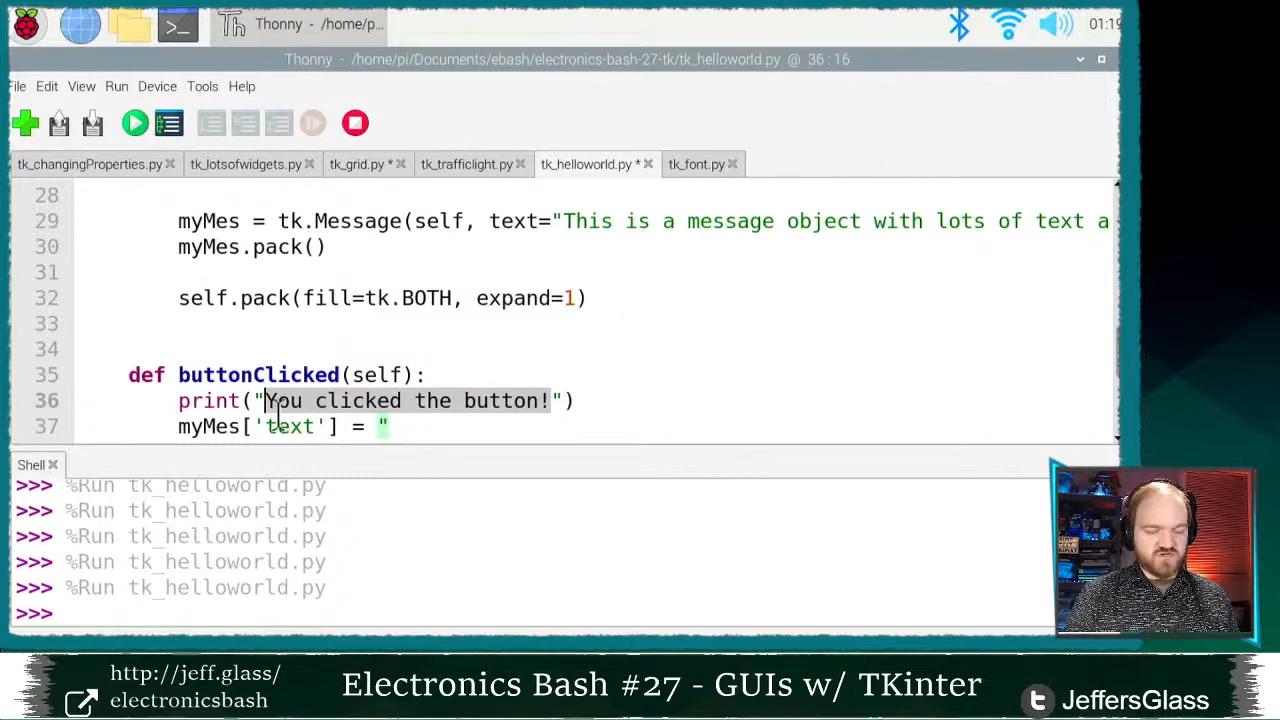 Thonny - /home/p...
01:19
Thonny - /home/pi/Documents/ebash/electronics-bash-27-tk/tk_helloworld.py @ 36 : 16
File Edit View Run Device Tools Help
tk_changingProperties.py tk_lotsofwidgets.py tk_grid.py * tk_trafficlight.py tk_helloworld.py * tk_font.py
28
29 myMes = tk.Message(self, text="This is a message object with lots of text a
30 myMes.pack()
31
32 self.pack(fill=tk.BOTH, expand=1)
33
34
35 def buttonClicked(self):
36 print("You clicked the button!")
37 myMes['text'] = "
Shell
>>> %Run tk_helloworld.py
>>> %Run tk_helloworld.py
>>> %Run tk_helloworld.py
>>> %Run tk_helloworld.py
>>> %Run tk_helloworld.py
>>>
http://jeff.glass/
electronicsbash
Electronics Bash #27 - GUIs w/ TKinter
JeffersGlass